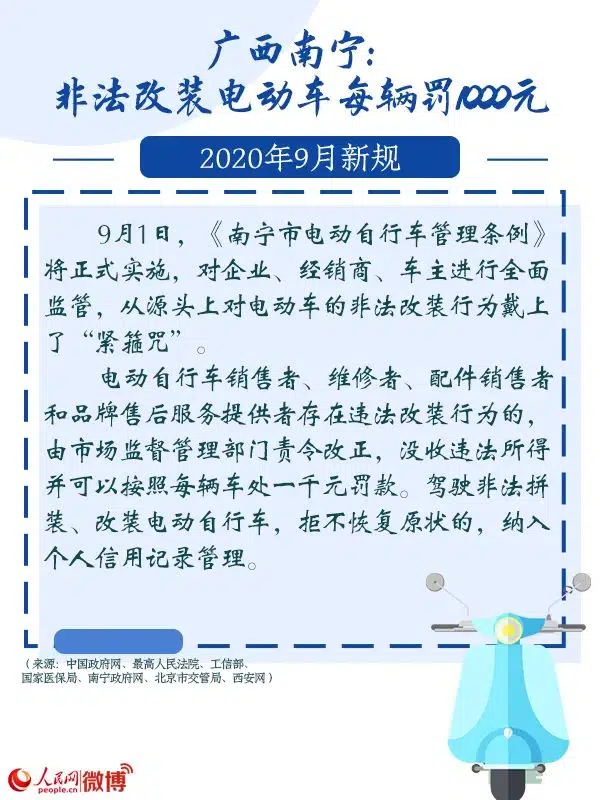 广西南宁:
非法改装电动车每辆罚1000元
2020年9月新规
9月1日，《南宁市电动自行车管理条例》
将正式实施，对企业、经销商、车主进行全面
监管，从源头上对电动车的非法改装行为戴上
了“紧箍咒”。
电动自行车销售者、维修者、配件销售者
和品牌售后服务提供者存在违法改装行为的，
由市场监督管理部门责令改正，没收违法所得
并可以按照每辆车处一千元罚款。驾驶非法拼
装、改装电动自行车，拒不恢复原状的，纳入
个人信用记录管理。
（来源：中国政府网、最高人民法院、工信部、
国家医保局、南宁政府网、北京市交管局、西安网）
人民网 微博
people.cn